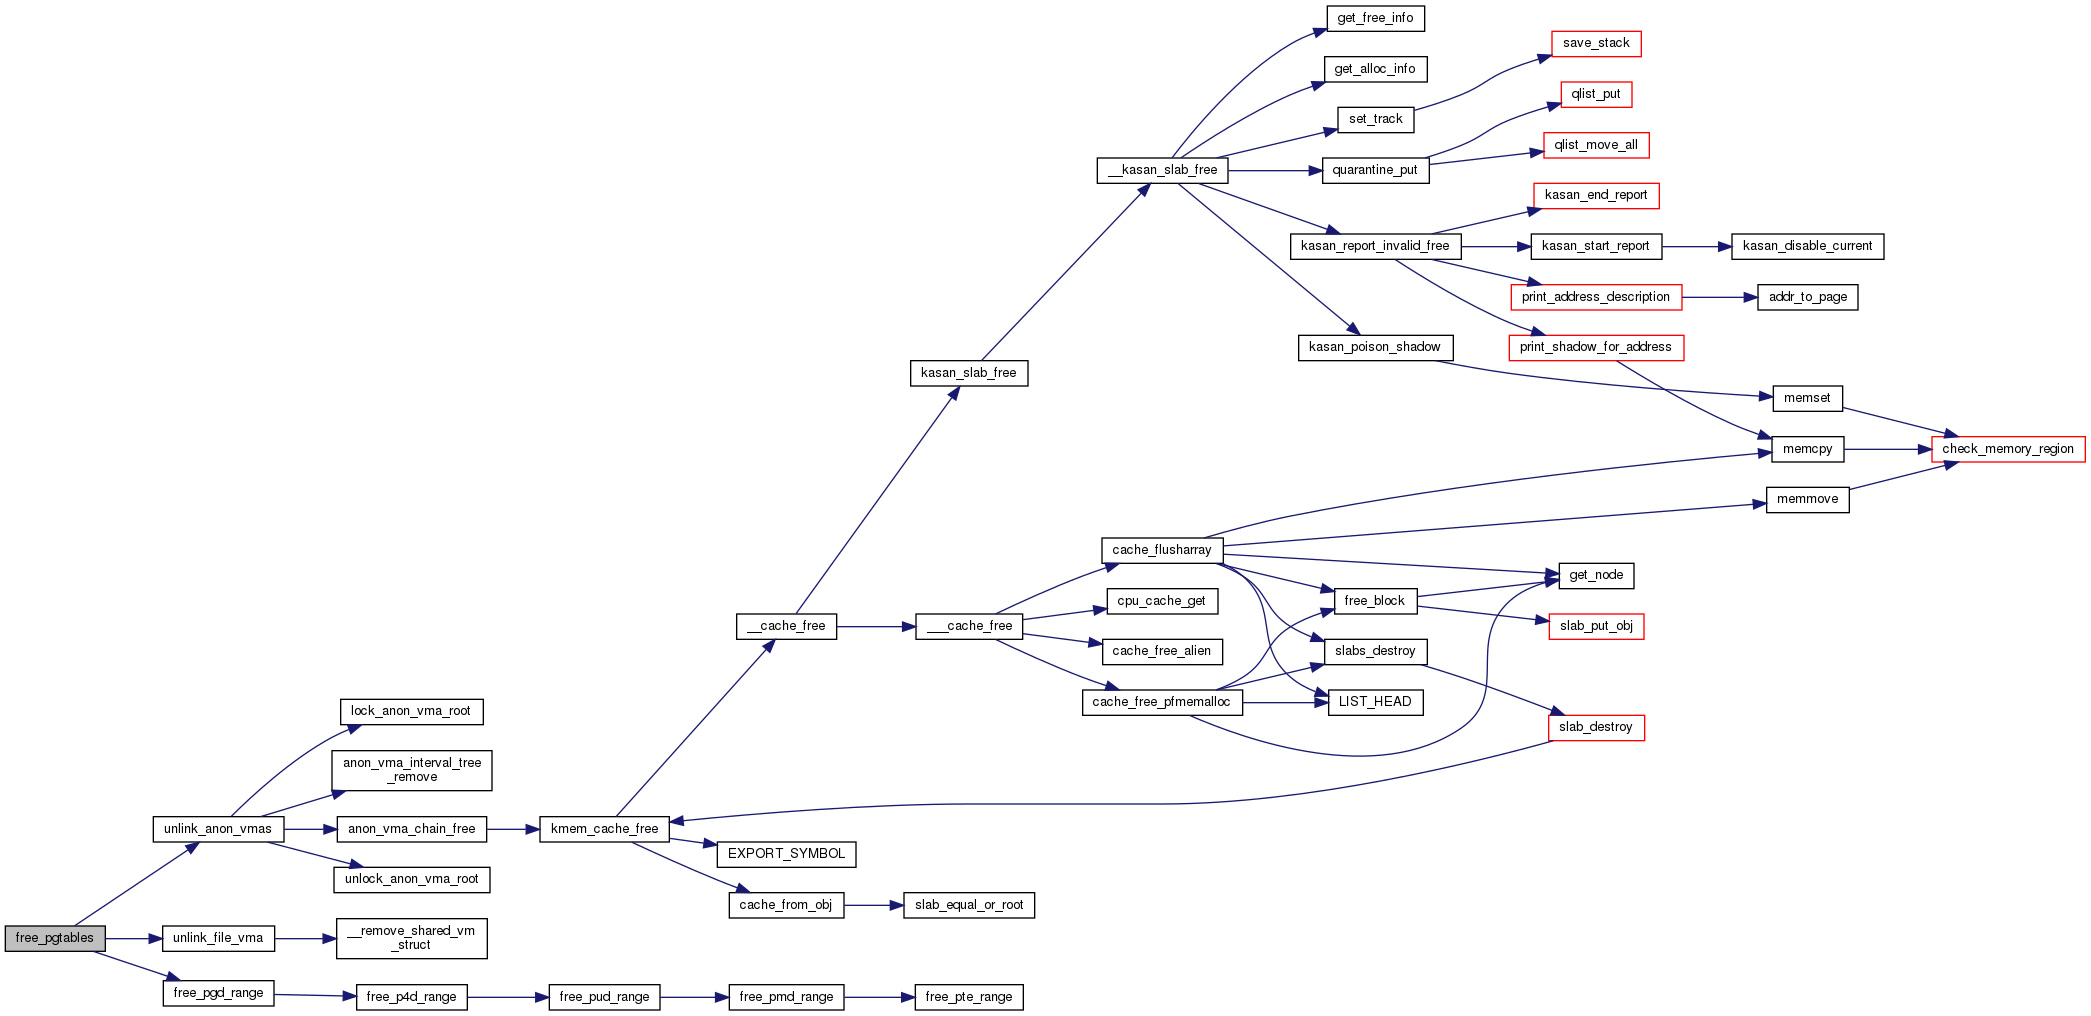 get_free_info
save_stack
get_alloc_info
qlist_put
set_track
qlist_move_all
__kasan_slab_free
quarantine_put
kasan_end_report
kasan_report_invalid_free
kasan_start_report
kasan_disable_current
print_address_description
addr_to_page
kasan_poison_shadow
print_shadow_for_address
kasan_slab_free
memset
memcpy
check_memory_region
memmove
cache_flusharray
get_node
cpu_cache_get
free_block
__cache_free
___cache_free
slab_put_obj
cache_free_alien
slabs_destroy
cache_free_pfmemalloc
LIST_HEAD
lock_anon_vma_root
slab_destroy
anon_vma_interval_tree
_remove
unlink_anon_vmas
anon_vma_chain_free
kmem_cache_free
EXPORT_SYMBOL
unlock_anon_vma_root
cache_from_obj
slab_equal_or_root
free_pgtables
unlink_file_vma
__remove_shared_vm
_struct
free_pgd_range
free_p4d_range
free_pud_range
free_pmd_range
free_pte_range